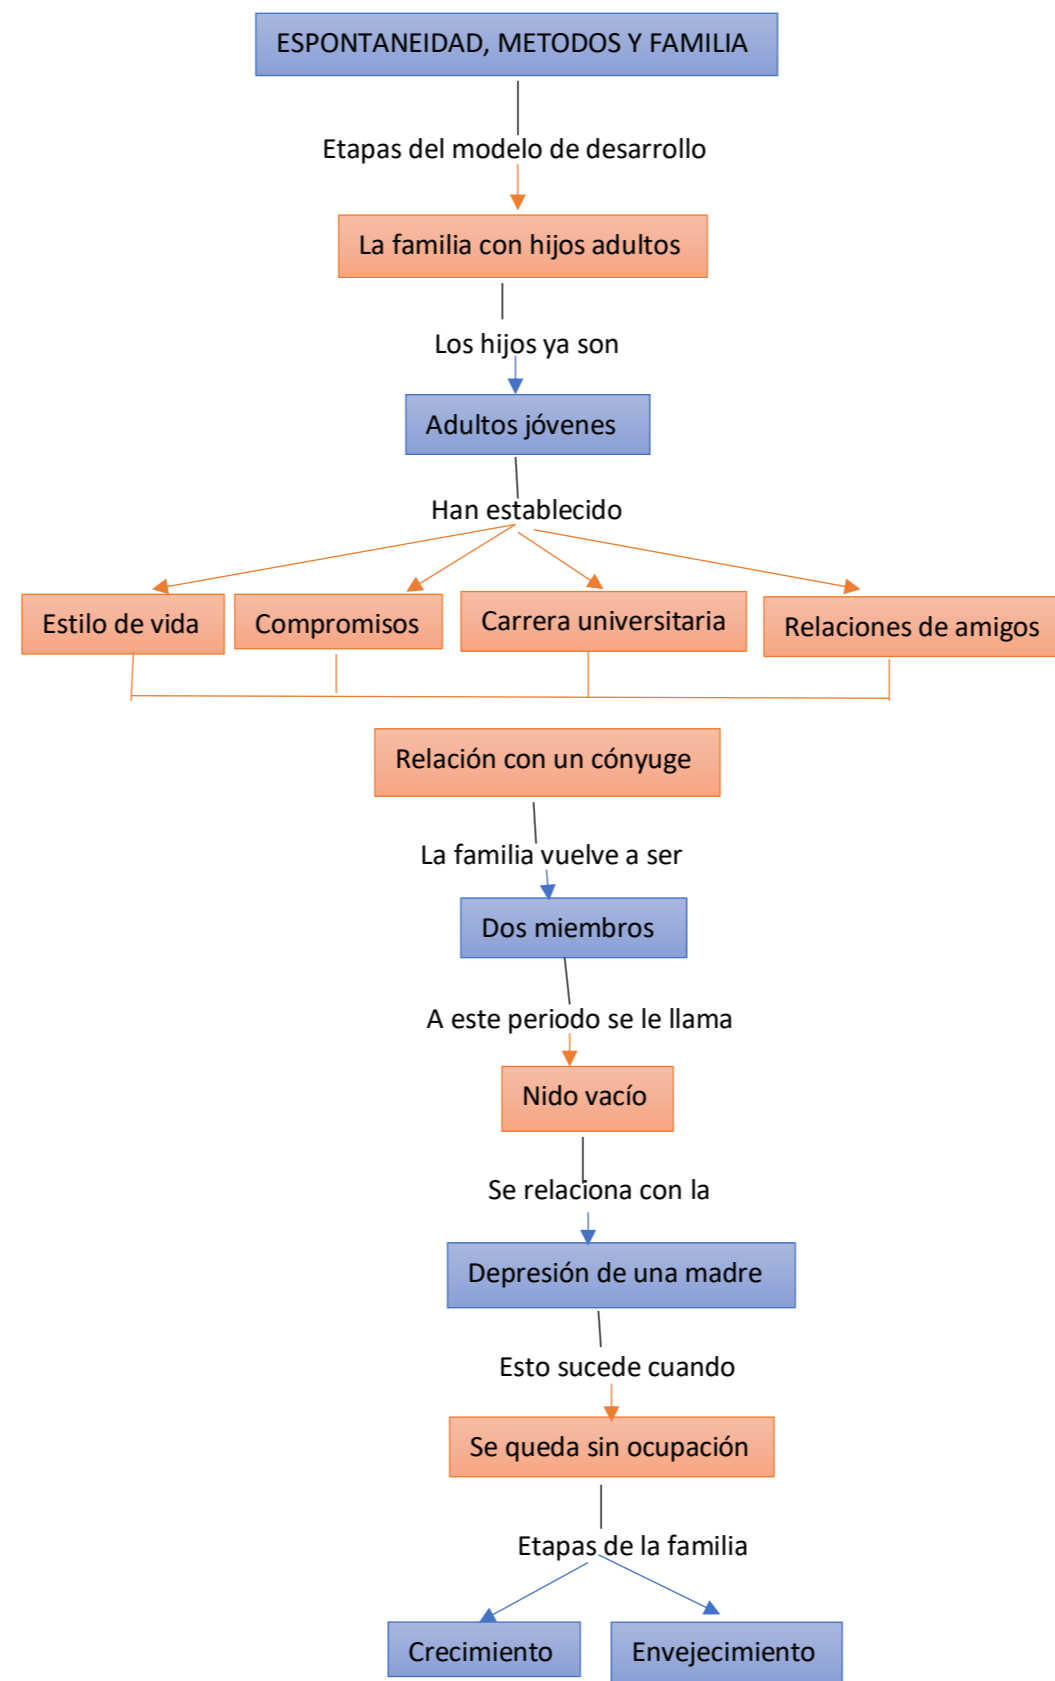 ESPONTANEIDAD, METODOS Y FAMILIA
Etapas del modelo de desarrollo
La familia con hijos adultos
Los hijos ya son
Adultos jóvenes
Han establecido
Estilo de vida
Compromisos
Carrera universitaria
Relaciones de amigos
Relación con un cónyuge
La familia vuelve a ser
Dos miembros
A este periodo se le llama
Nido vacío
Se relaciona con la
Depresión de una madre
Esto sucede cuando
Se queda sin ocupación
Etapas de la familia
Crecimiento
Envejecimiento